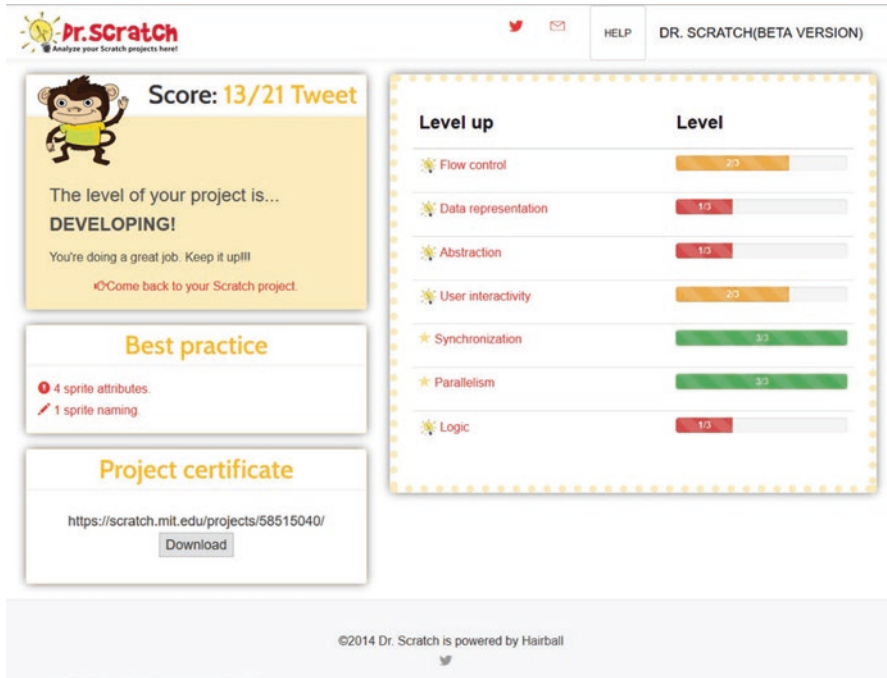 Dr.Scratch
Analyze your Scratch projects here!
HELP
DR. SCRATCH(BETA VERSION)
Score: 13/21 Tweet
The level of your project is...
DEVELOPING!
You're doing a great job. Keep it up!!!
Come back to your Scratch project.
Best practice
4 sprite attributes.
1 sprite naming.
Project certificate
https://scratch.mit.edu/projects/58515040/
Download
Level up Level
Flow control 2/3
Data representation 1/3
Abstraction 1/3
User interactivity 2/3
Synchronization 3/3
Parallelism 3/3
Logic 1/3
©2014 Dr. Scratch is powered by Hairball